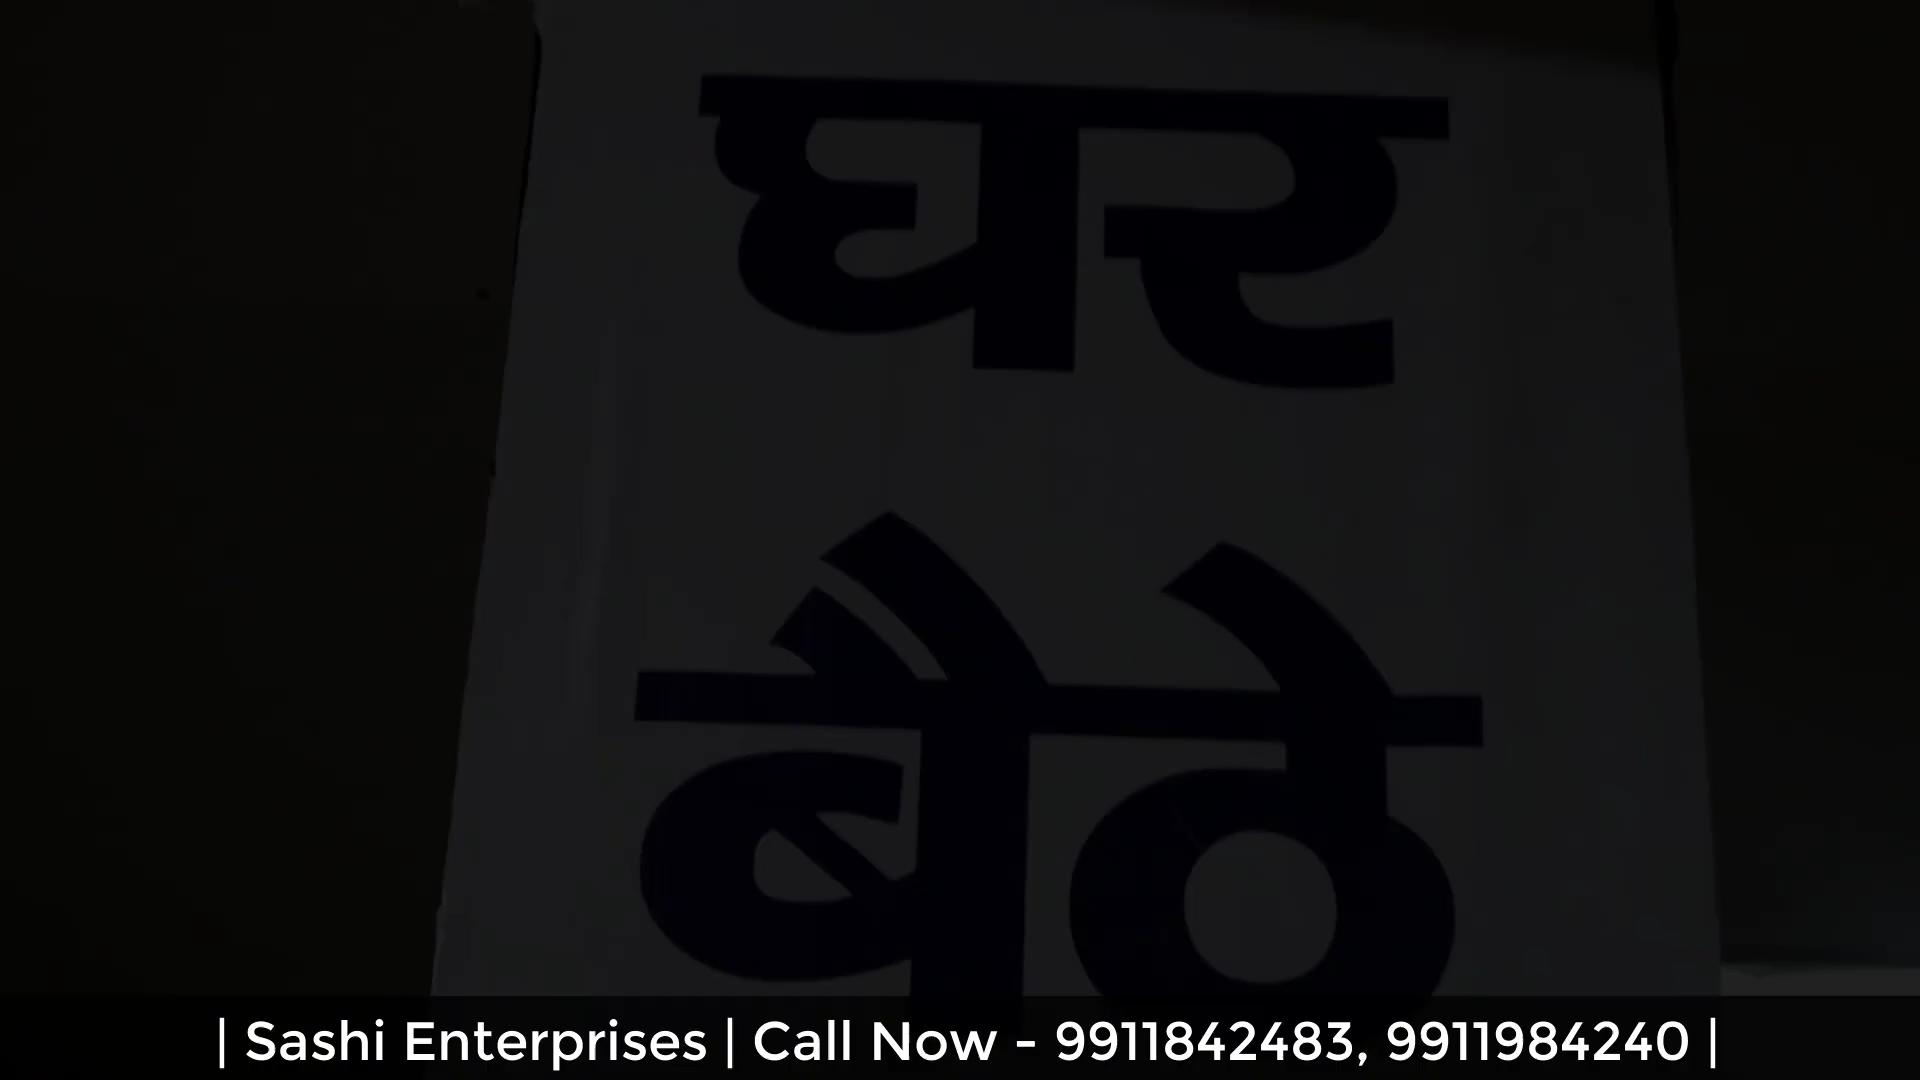 घर
बैठे
| Sashi Enterprises | Call Now - 9911842483, 9911984240 |